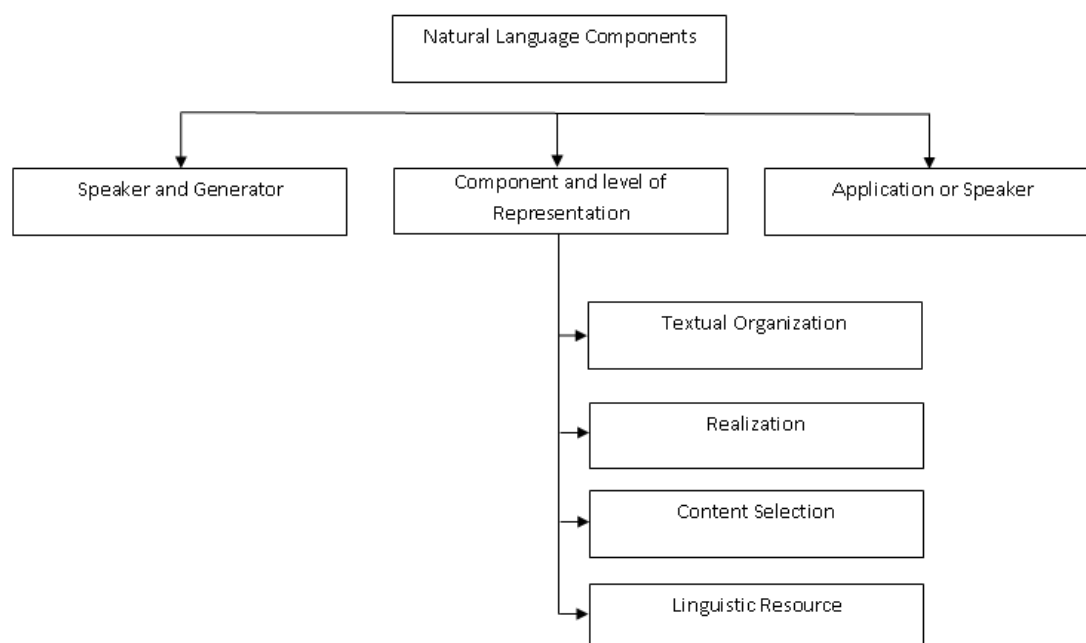 Natural Language Components
Speaker and Generator
Component and level of
Representation
Application or Speaker
Textual Organization
Realization
Content Selection
Linguistic Resource